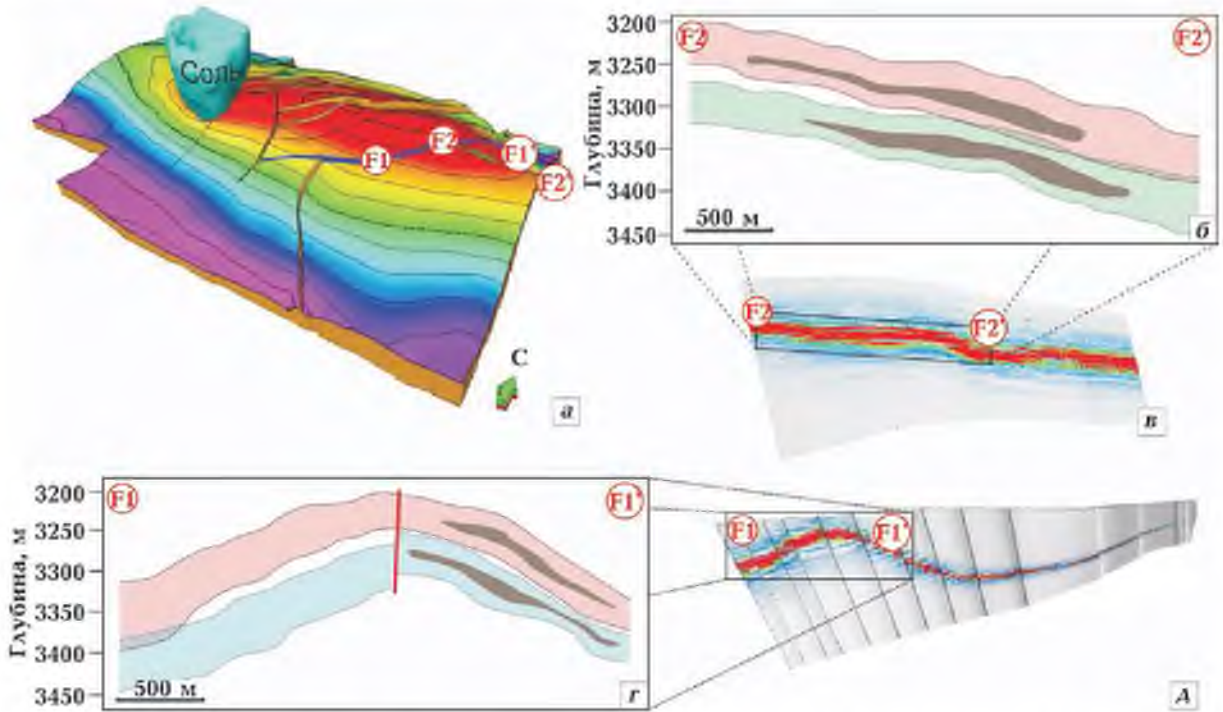 Соль
F1
F2
F1'
F2'
С
а
Глубина, м
3200
3250
3300
3350
3400
3450
F2
F2'
500 м
б
F2
F2'
в
Глубина, м
3200
3250
3300
3350
3400
3450
F1
F1'
500 м
г
F1
F1'
д